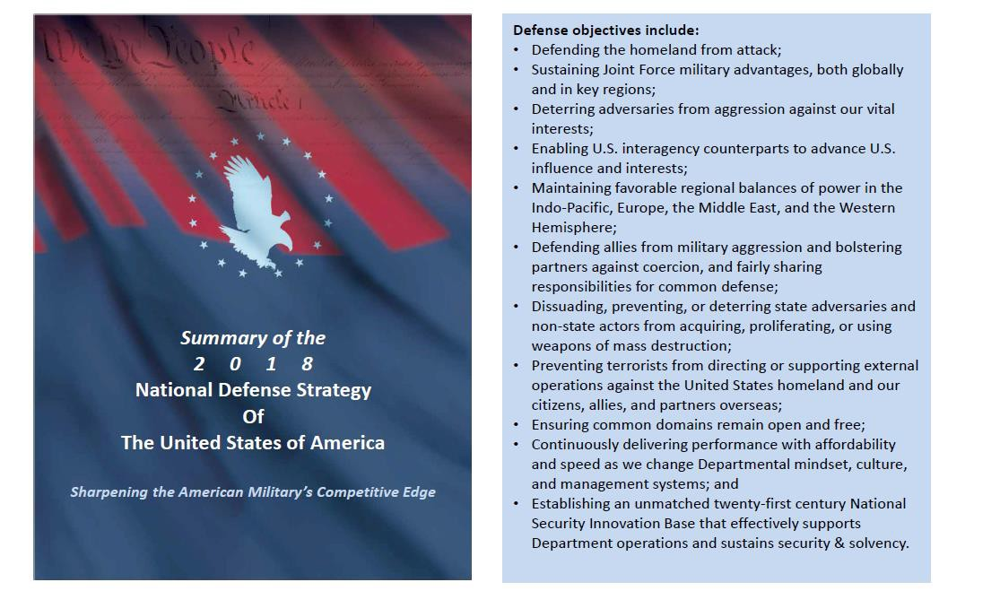 We the People
Article 1
Summary of the
2 0 1 8
National Defense Strategy
Of
The United States of America
Sharpening the American Military's Competitive Edge
Defense objectives include:
• Defending the homeland from attack;
• Sustaining Joint Force military advantages, both globally
and in key regions;
• Deterring adversaries from aggression against our vital
interests;
• Enabling U.S. interagency counterparts to advance U.S.
influence and interests;
• Maintaining favorable regional balances of power in the
Indo-Pacific, Europe, the Middle East, and the Western
Hemisphere;
• Defending allies from military aggression and bolstering
partners against coercion, and fairly sharing
responsibilities for common defense;
• Dissuading, preventing, or deterring state adversaries and
non-state actors from acquiring, proliferating, or using
weapons of mass destruction;
• Preventing terrorists from directing or supporting external
operations against the United States homeland and our
citizens, allies, and partners overseas;
• Ensuring common domains remain open and free;
• Continuously delivering performance with affordability
and speed as we change Departmental mindset, culture,
and management systems; and
• Establishing an unmatched twenty-first century National
Security Innovation Base that effectively supports
Department operations and sustains security & solvency.